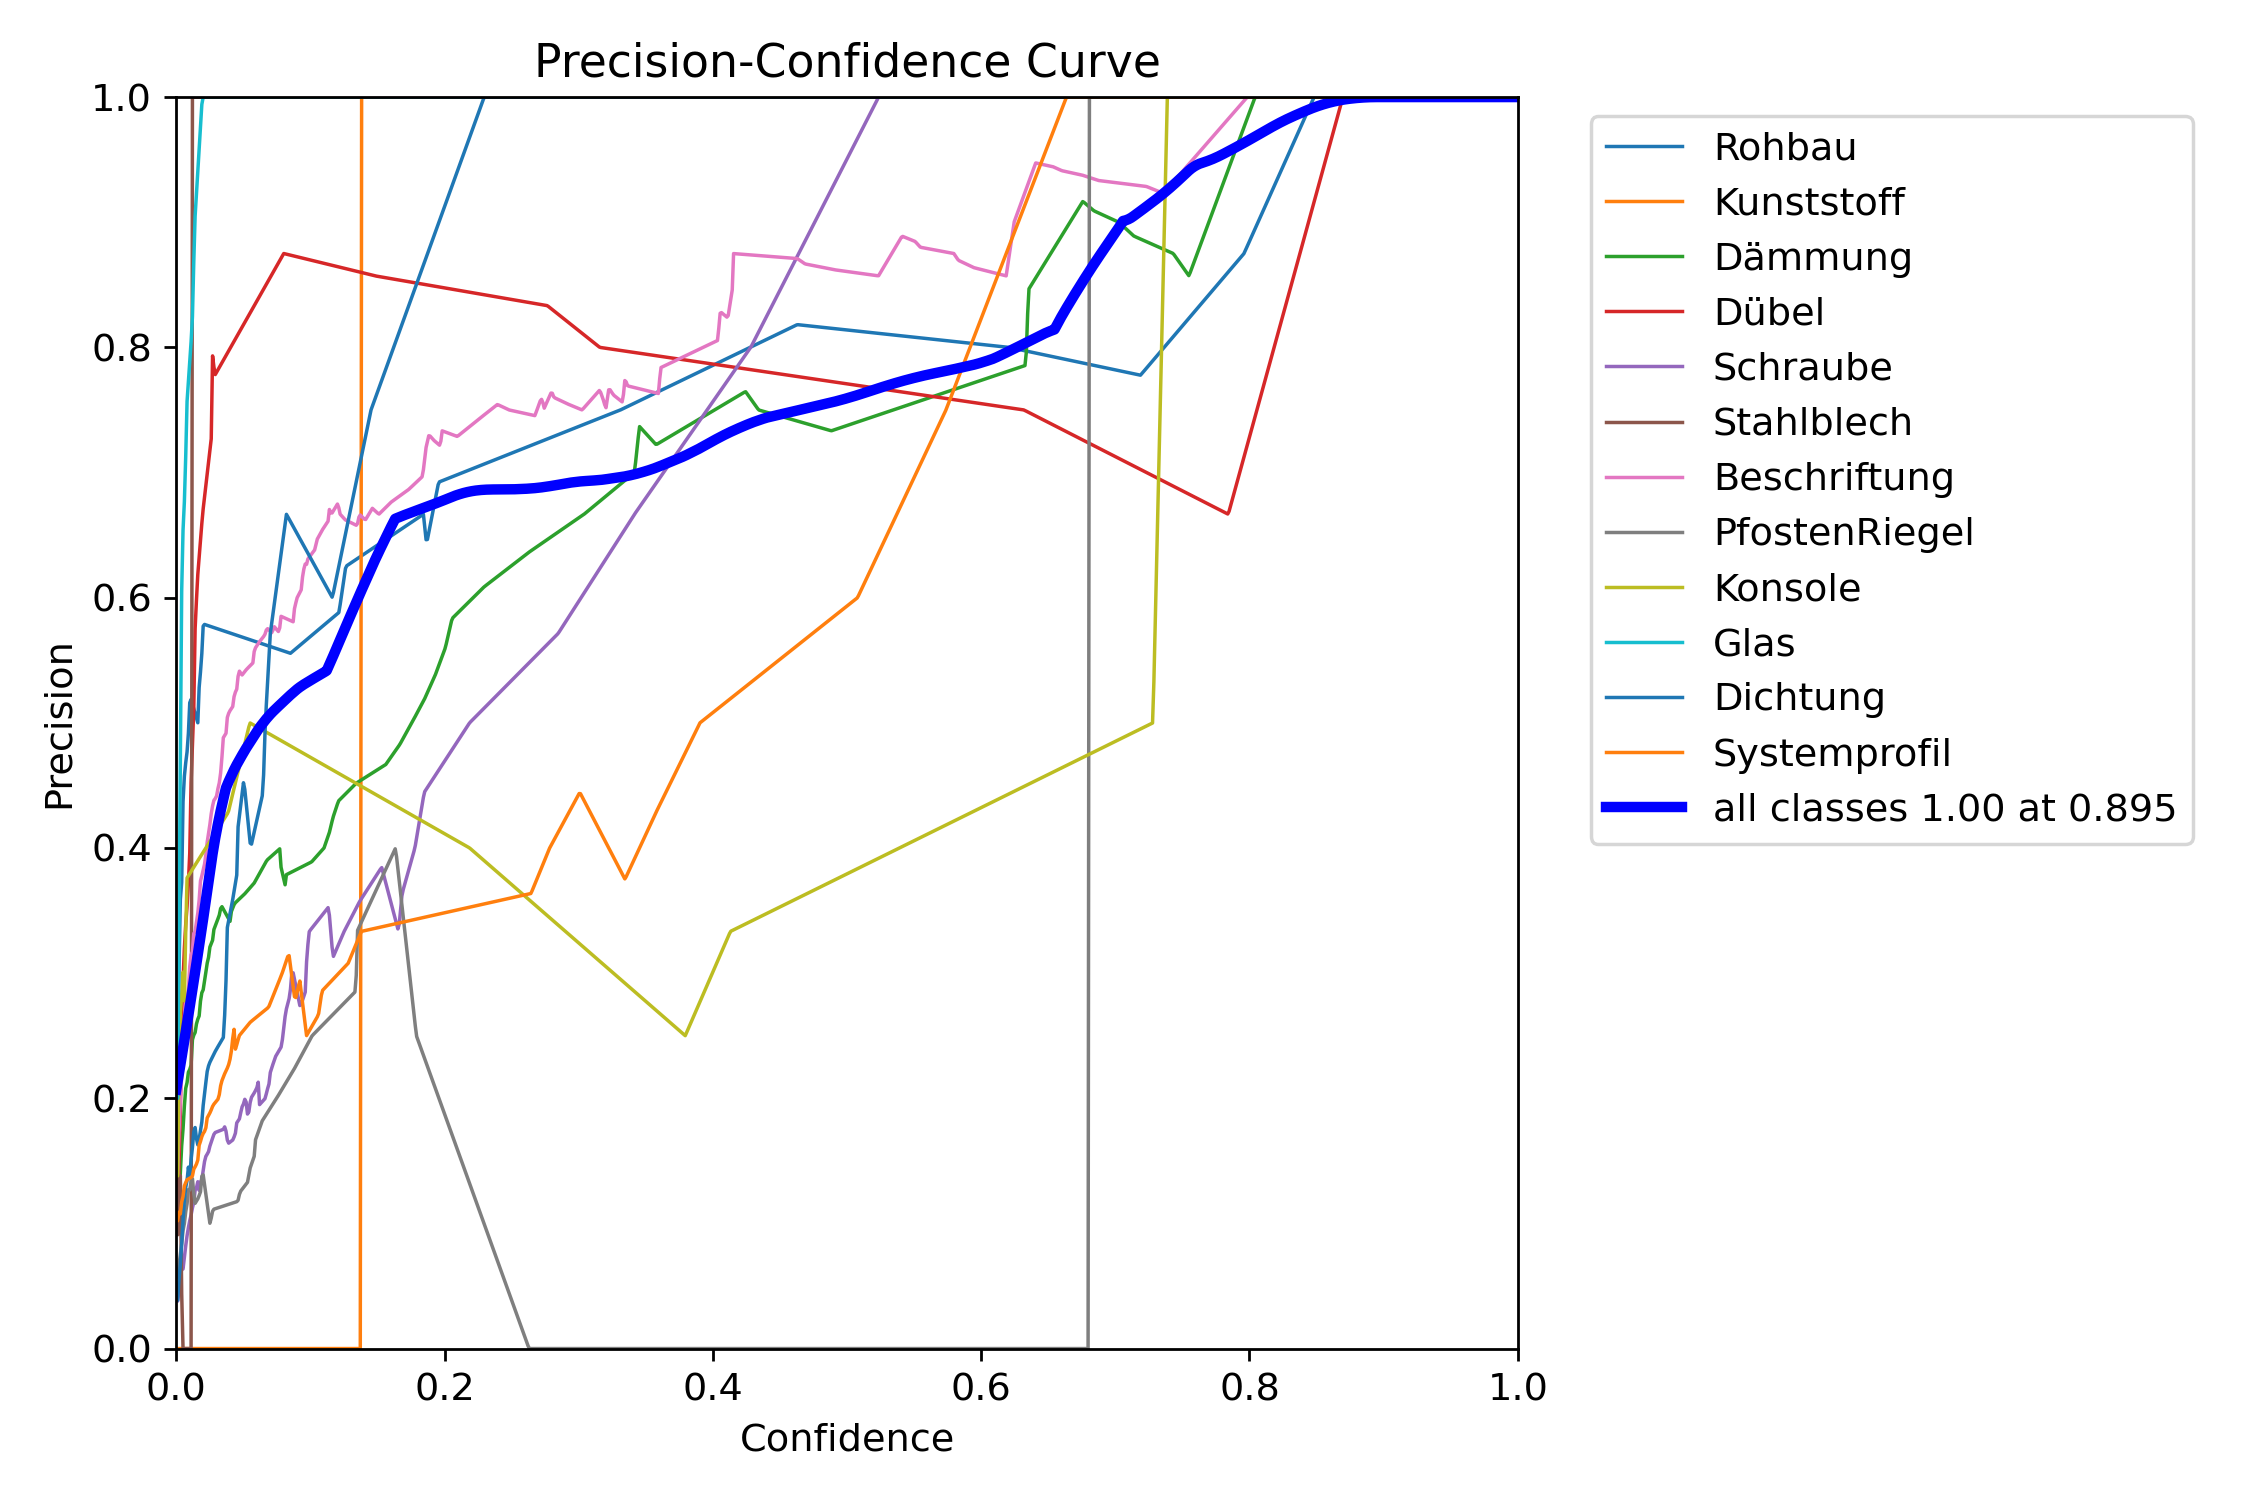 Precision-Confidence Curve
1.0
0.8
0.6
0.4
0.2
0.0
Precision
0.0 0.2 0.4 0.6 0.8 1.0
Confidence
Rohbau
Kunststoff
Dämmung
Dübel
Schraube
Stahlblech
Beschriftung
PfostenRiegel
Konsole
Glas
Dichtung
Systemprofil
all classes 1.00 at 0.895